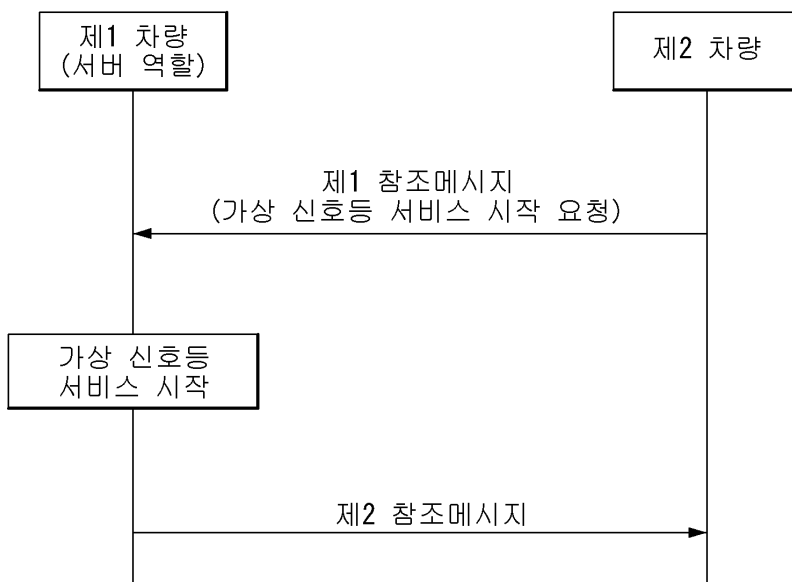 제1 차량
(서버 역할)
제2 차량
제1 참조메시지
(가상 신호등 서비스 시작 요청)
가상 신호등
서비스 시작
제2 참조메시지